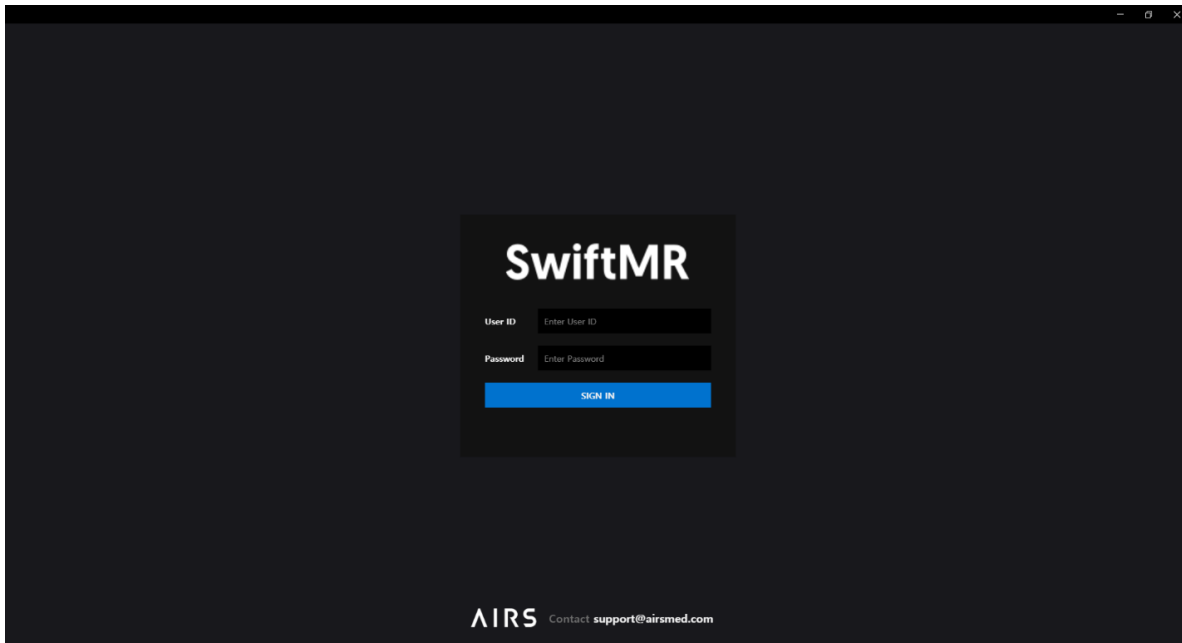 SwiftMR
User ID Enter User ID
Password Enter Password
SIGN IN
AIRS Contact support@airsmed.com